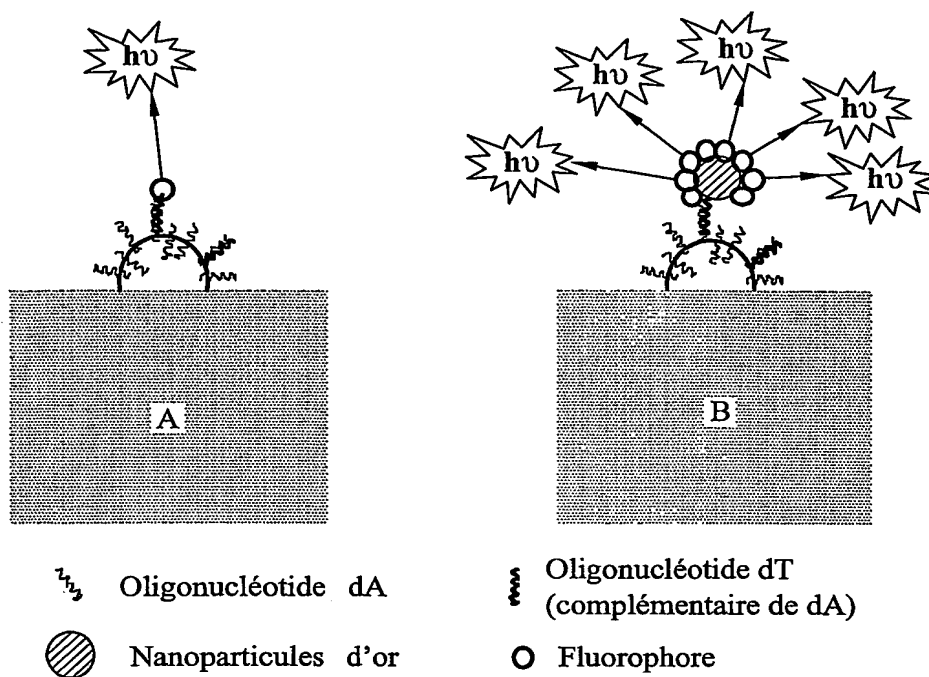 hυ
hυ
hυ
hυ
hυ
hυ
A
B
Oligonucléotide dA
Oligonucléotide dT
(complémentaire de dA)
Nanoparticules d'or
Fluorophore